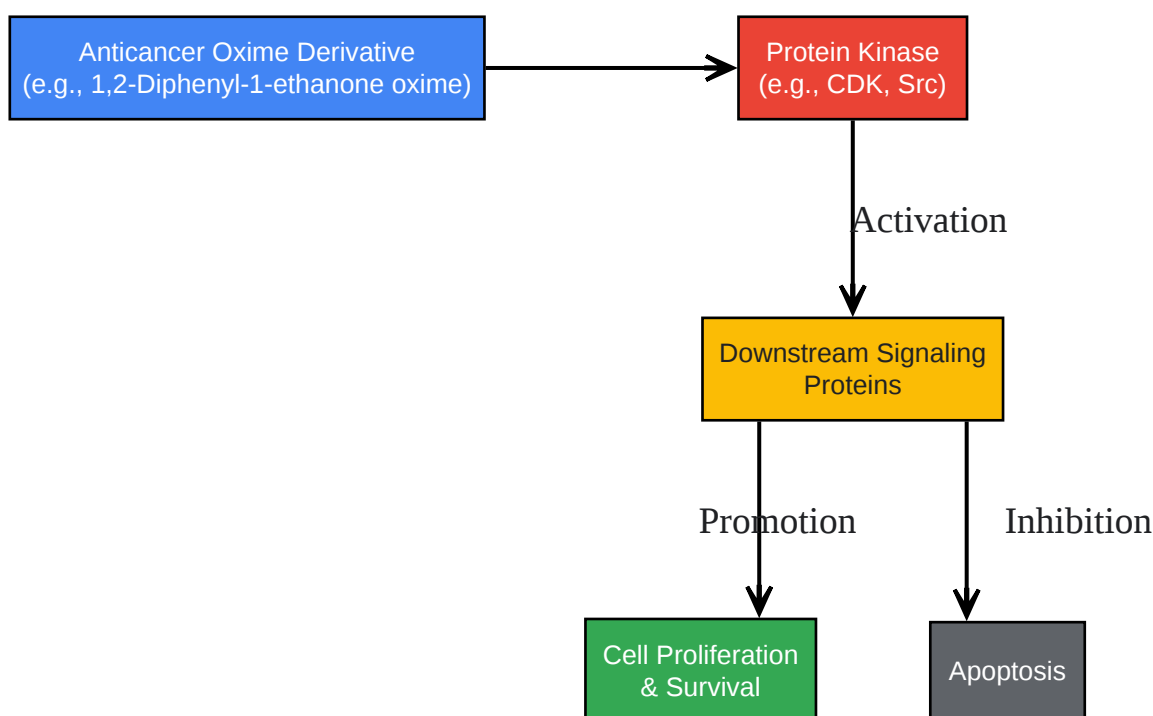 Anticancer Oxime Derivative
(e.g., 1,2-Diphenyl-1-ethanone oxime)
Protein Kinase
(e.g., CDK, Src)
Activation
Downstream Signaling
Proteins
Promotion
Inhibition
Cell Proliferation
& Survival
Apoptosis